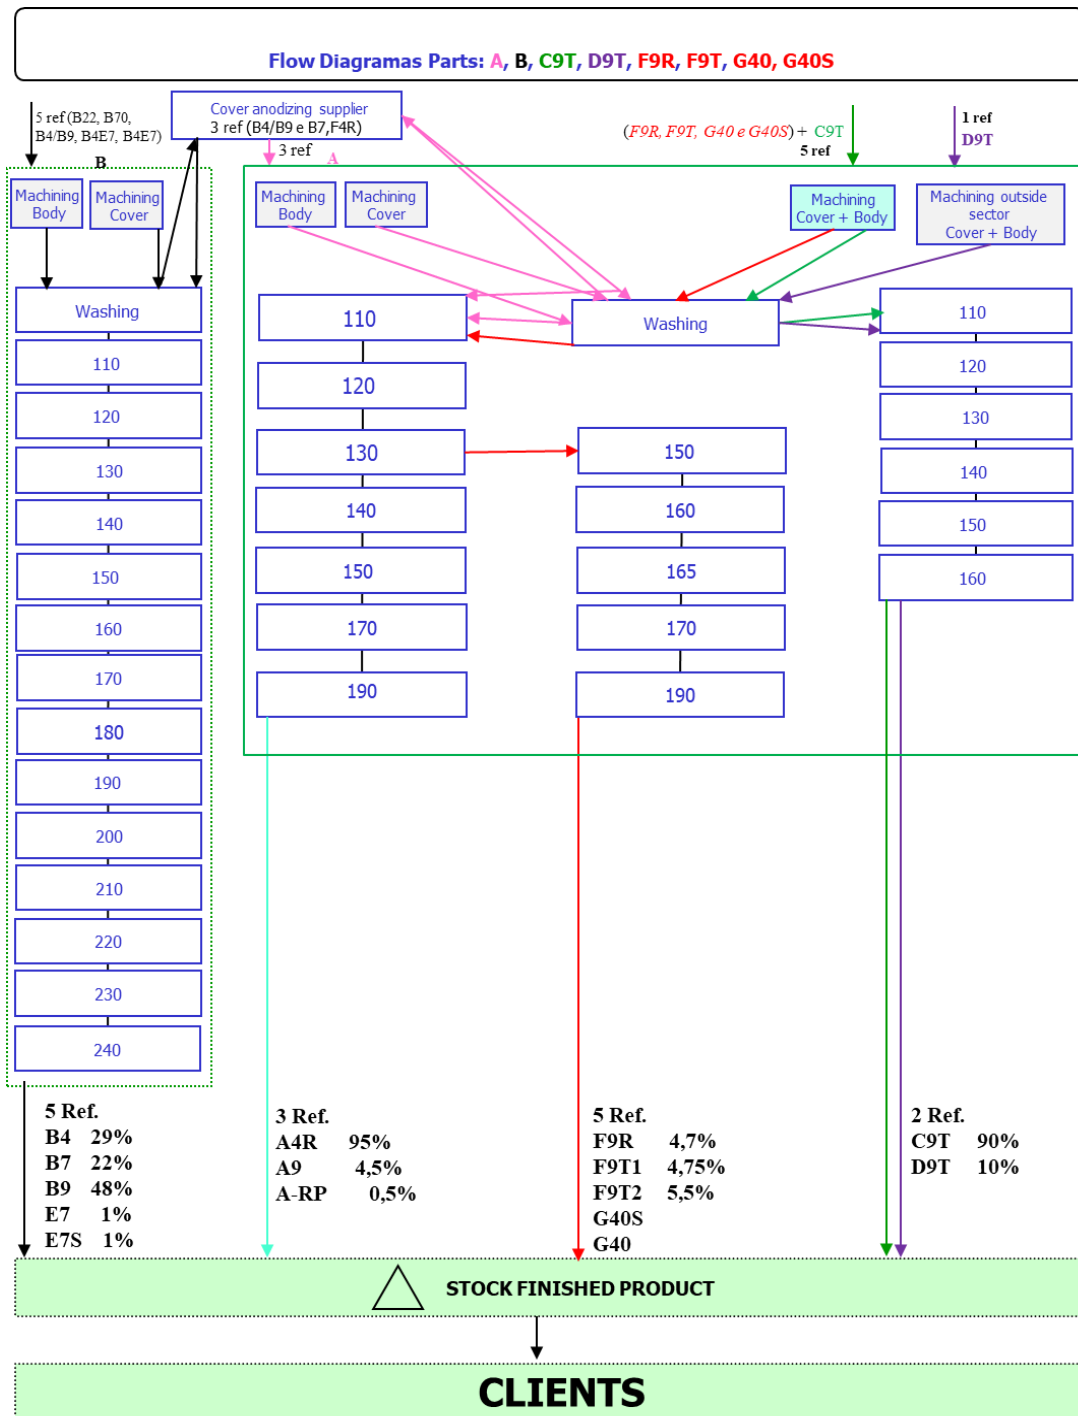 Flow Diagramas Parts: A, B, C9T, D9T, F9R, F9T, G40, G40S
5 ref (B22, B70,
B4/B9, B4E7, B4E7)
Cover anodizing supplier
3 ref (B4/B9 e B7,F4R)
3 ref
(F9R, F9T, G40 e G40S) + C9T
5 ref
1 ref
D9T
B
Machining
Body
Machining
Cover
Washing
110
120
130
140
150
160
170
180
190
200
210
220
230
240
A
Machining
Body
Machining
Cover
Machining
Cover + Body
Machining outside
sector
Cover + Body
Washing
110
120
130
140
150
170
190
150
160
165
170
190
110
120
130
140
150
160
5 Ref.
B4 29%
B7 22%
B9 48%
E7 1%
E7S 1%
3 Ref.
A4R 95%
A9 4,5%
A-RP 0,5%
5 Ref.
F9R 4,7%
F9T1 4,75%
F9T2 5,5%
G40S
G40
2 Ref.
C9T 90%
D9T 10%
STOCK FINISHED PRODUCT
CLIENTS